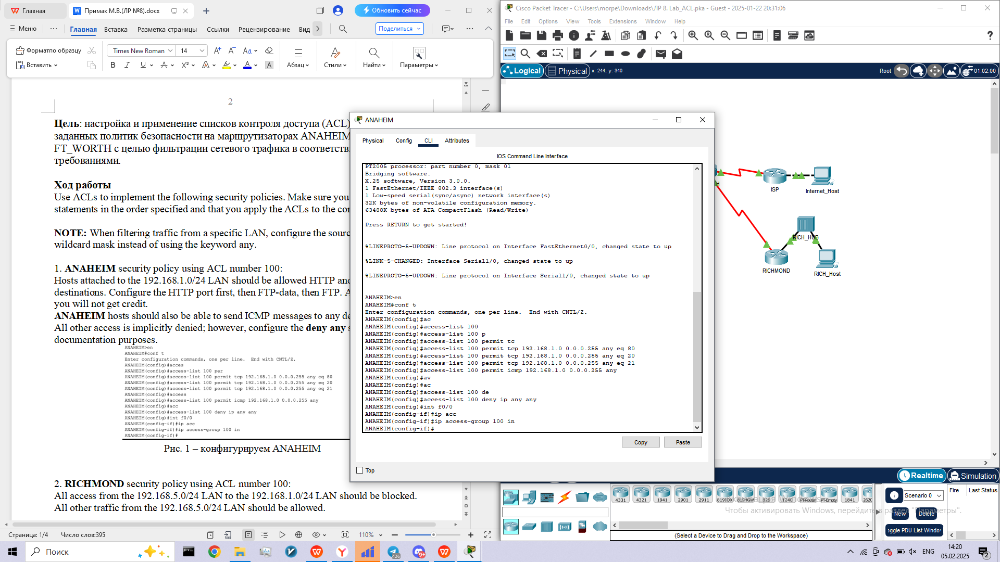 Главная
Примак М.В.(ЛР №8).docx
Обновить сейчас
Меню
Главная
Вставка
Разметка страницы
Ссылки
Рецензирование
Вид
Поделиться
Формат по образцу
Вставить
Times New Roman
14
Абзац
Стили
Найти
Параметры
2
Цель: настройка и применение списков контроля доступа (ACL)
заданных политик безопасности на маршрутизаторах ANAHEIM
FT_WORTH с целью фильтрации сетевого трафика в соответств
требованиями.
Ход работы
Use ACLs to implement the following security policies. Make sure you
statements in the order specified and that you apply the ACLs to the co
NOTE: When filtering traffic from a specific LAN, configure the sourc
wildcard mask instead of using the keyword any.
1. ANAHEIM security policy using ACL number 100:
Hosts attached to the 192.168.1.0/24 LAN should be allowed HTTP and
destinations. Configure the HTTP port first, then FTP-data, then FTP. A
you will not get credit.
ANAHEIM hosts should also be able to send ICMP messages to any de
All other access is implicitly denied; however, configure the deny any s
documentation purposes.
ANAHEIM>en
ANAHEIM#conf t
Enter configuration commands, one per line.  End with CNTL/Z.
ANAHEIM(config)#acces
ANAHEIM(config)#access-list 100 per
ANAHEIM(config)#access-list 100 permit tcp 192.168.1.0 0.0.0.255 any eq 80
ANAHEIM(config)#access-list 100 permit tcp 192.168.1.0 0.0.0.255 any eq 20
ANAHEIM(config)#access-list 100 permit tcp 192.168.1.0 0.0.0.255 any eq 21
ANAHEIM(config)#access
ANAHEIM(config)#access-list 100 permit icmp 192.168.1.0 0.0.0.255 any
ANAHEIM(config)#acc
ANAHEIM(config)#access-list 100 deny ip any any
ANAHEIM(config)#int f0/0
ANAHEIM(config-if)#ip acc
ANAHEIM(config-if)#ip access-group 100 in
ANAHEIM(config-if)#
Рис. 1 – конфигурируем ANAHEIM
2. RICHMOND security policy using ACL number 100:
All access from the 192.168.5.0/24 LAN to the 192.168.1.0/24 LAN should be blocked.
All other traffic from the 192.168.5.0/24 LAN should be allowed.
Страница: 1/4
Число слов:395
110%
Cisco Packet Tracer - C:\Users\morpe\Downloads\ЛР 8. Lab_ACL.pka - Guest - 2025-01-22 20:31:06
File Edit Options View Tools Extensions Window Help
Logical
Physical
x: 244, y: 340
Root
01:02:00
ANAHEIM
Physical
Config
CLI
Attributes
IOS Command Line Interface
PT2005 processor: part number 0, mask 01
Bridging software.
X.25 software, Version 3.0.0.
1 FastEthernet/IEEE 802.3 interface(s)
1 Low-speed serial(sync/async) network interface(s)
32K bytes of non-volatile configuration memory.
63488K bytes of ATA CompactFlash (Read/Write)
Press RETURN to get started!
%LINEPROTO-5-UPDOWN: Line protocol on Interface FastEthernet0/0, changed state to up
%LINK-5-CHANGED: Interface Serial1/0, changed state to up
%LINEPROTO-5-UPDOWN: Line protocol on Interface Serial1/0, changed state to up
ANAHEIM>en
ANAHEIM#conf t
Enter configuration commands, one per line.  End with CNTL/Z.
ANAHEIM(config)#ac
ANAHEIM(config)#access-list 100
ANAHEIM(config)#access-list 100 p
ANAHEIM(config)#access-list 100 permit tc
ANAHEIM(config)#access-list 100 permit tcp 192.168.1.0 0.0.0.255 any eq 80
ANAHEIM(config)#access-list 100 permit tcp 192.168.1.0 0.0.0.255 any eq 20
ANAHEIM(config)#access-list 100 permit tcp 192.168.1.0 0.0.0.255 any eq 21
ANAHEIM(config)#access-list 100 permit icmp 192.168.1.0 0.0.0.255 any
ANAHEIM(config)#av
ANAHEIM(config)#ac
ANAHEIM(config)#access-list 100 de
ANAHEIM(config)#access-list 100 deny ip any any
ANAHEIM(config)#int f0/0
ANAHEIM(config-if)#ip acc
ANAHEIM(config-if)#ip access-group 100 in
ANAHEIM(config-if)#
Copy
Paste
Top
TH
ISP
Internet_Host
RICH_HUB
RICHMOND
RICH_Host
Realtime
Simulation
4331 4321 1941 2901 2911 819IOX 819HGW 829 1240 PT-Router PT-Empty 1841 2620
Чтобы активировать Windows, перейдите в раздел "Параметры".
(Select a Device to Drag and Drop to the Workspace)
Scenario 0
New
Delete
oggle PDU List Windo
Fire
Last Status
Поиск
426
9+
ENG
14:20
05.02.2025
2